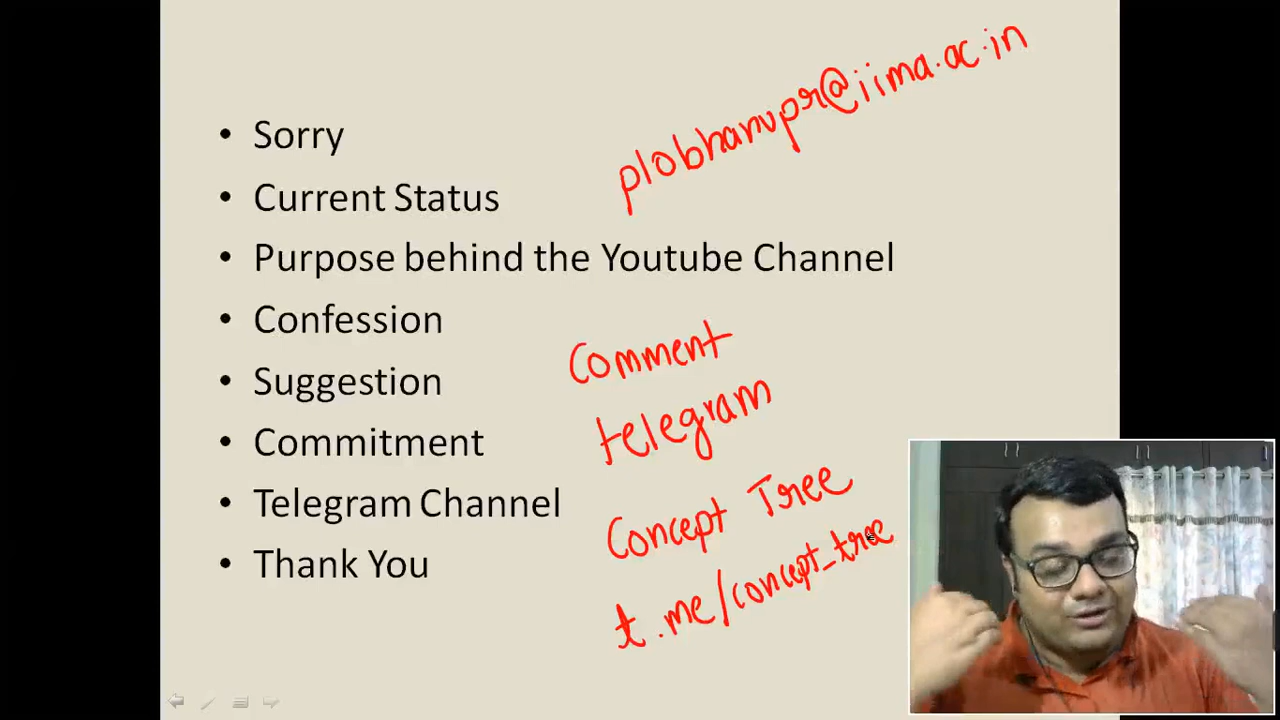 plobhanupr@iima.ac.in
• Sorry
• Current Status
• Purpose behind the Youtube Channel
• Confession
• Suggestion
• Commitment
• Telegram Channel
• Thank You
Comment
telegram
Concept Tree
t.me/concept_tree